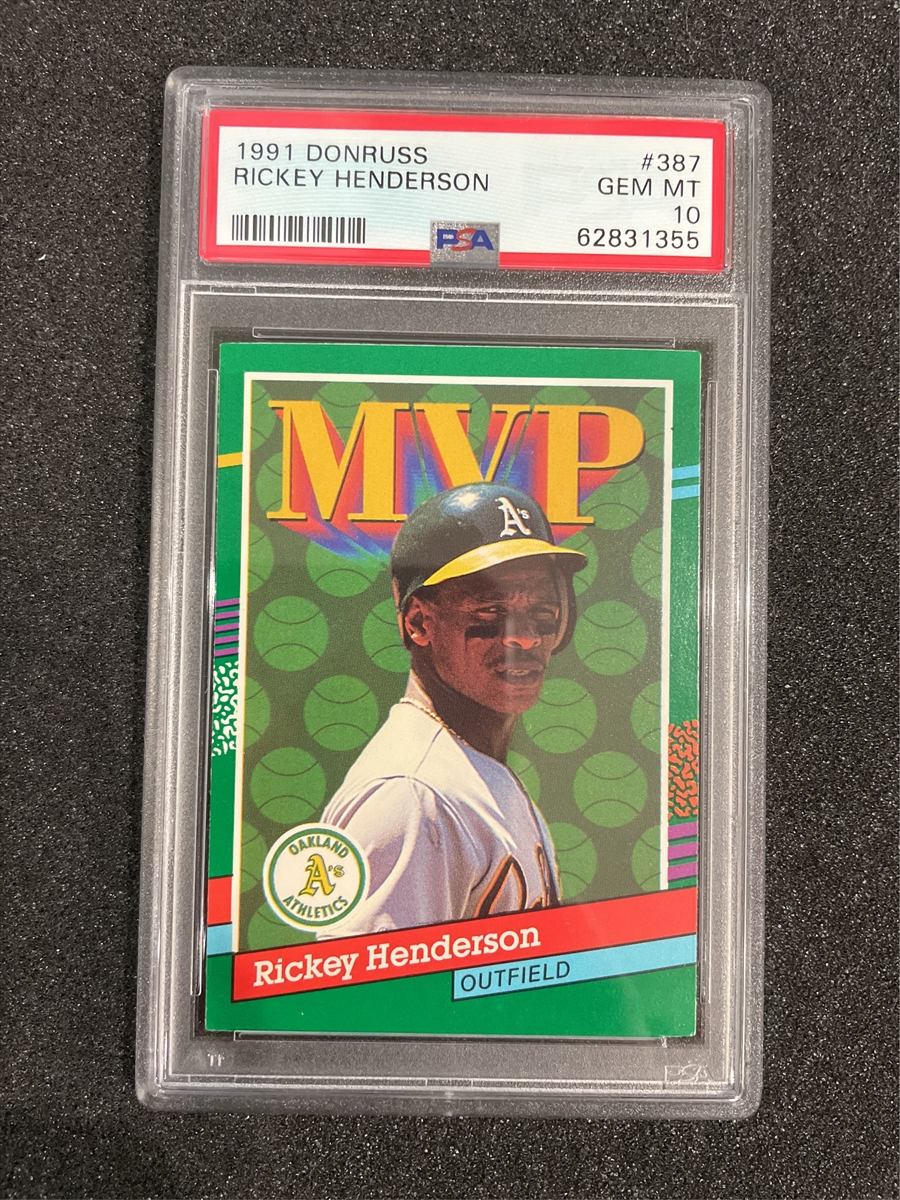 1991 DONRUSS #387
RICKEY HENDERSON GEM MT
10
PSA 62831355
MVP
A's
OAKLAND
A's
ATHLETICS
Rickey Henderson
OUTFIELD